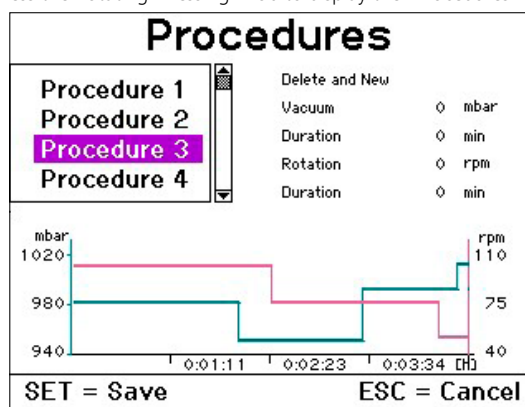 Procedures
Procedure 1
Procedure 2
Procedure 3
Procedure 4
Delete and New
Vacuum 0 mbar
Duration 0 min
Rotation 0 rpm
Duration 0 min
mbar
rpm
1020
110
980
75
940
40
0:01:11 0:02:23 0:03:34 [H]
SET = Save
ESC = Cancel